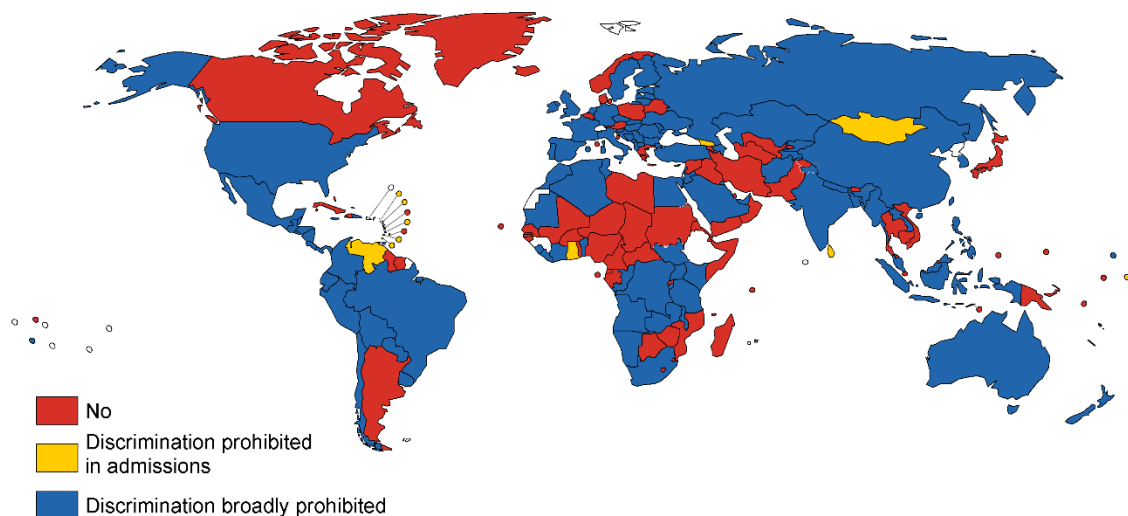 No
Discrimination prohibited
in admissions
Discrimination broadly prohibited